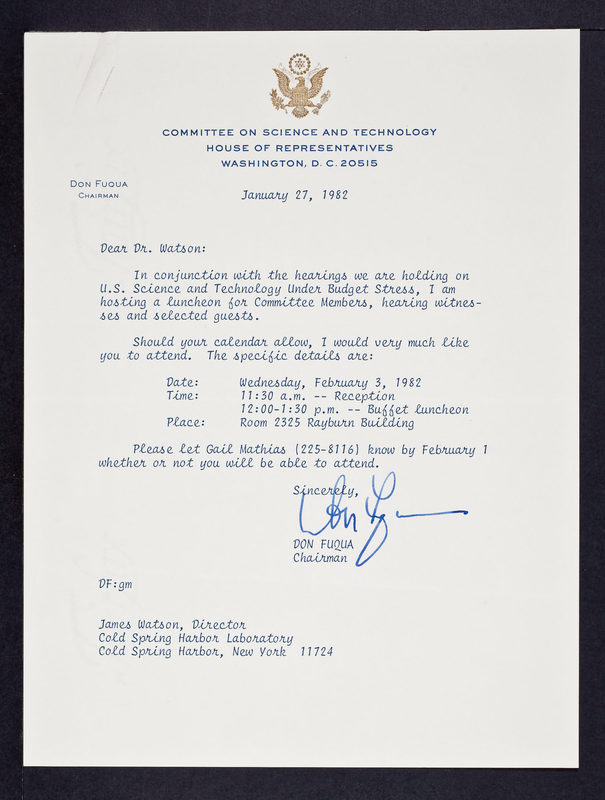 COMMITTEE ON SCIENCE AND TECHNOLOGY
HOUSE OF REPRESENTATIVES
WASHINGTON, D. C. 20515
DON FUQUA
CHAIRMAN
January 27, 1982
Dear Dr. Watson:
In conjunction with the hearings we are holding on
U.S. Science and Technology Under Budget Stress, I am
hosting a luncheon for Committee Members, hearing witnes-
ses and selected guests.
Should your calendar allow, I would very much like
you to attend. The specific details are:
Date: Wednesday, February 3, 1982
Time: 11:30 a.m. -- Reception
12:00-1:30 p.m. -- Buffet luncheon
Place: Room 2325 Rayburn Building
Please let Gail Mathias (225-8116) know by February 1
whether or not you will be able to attend.
Sincerely,
Don Fuqua
DON FUQUA
Chairman
DF:gm
James Watson, Director
Cold Spring Harbor Laboratory
Cold Spring Harbor, New York 11724